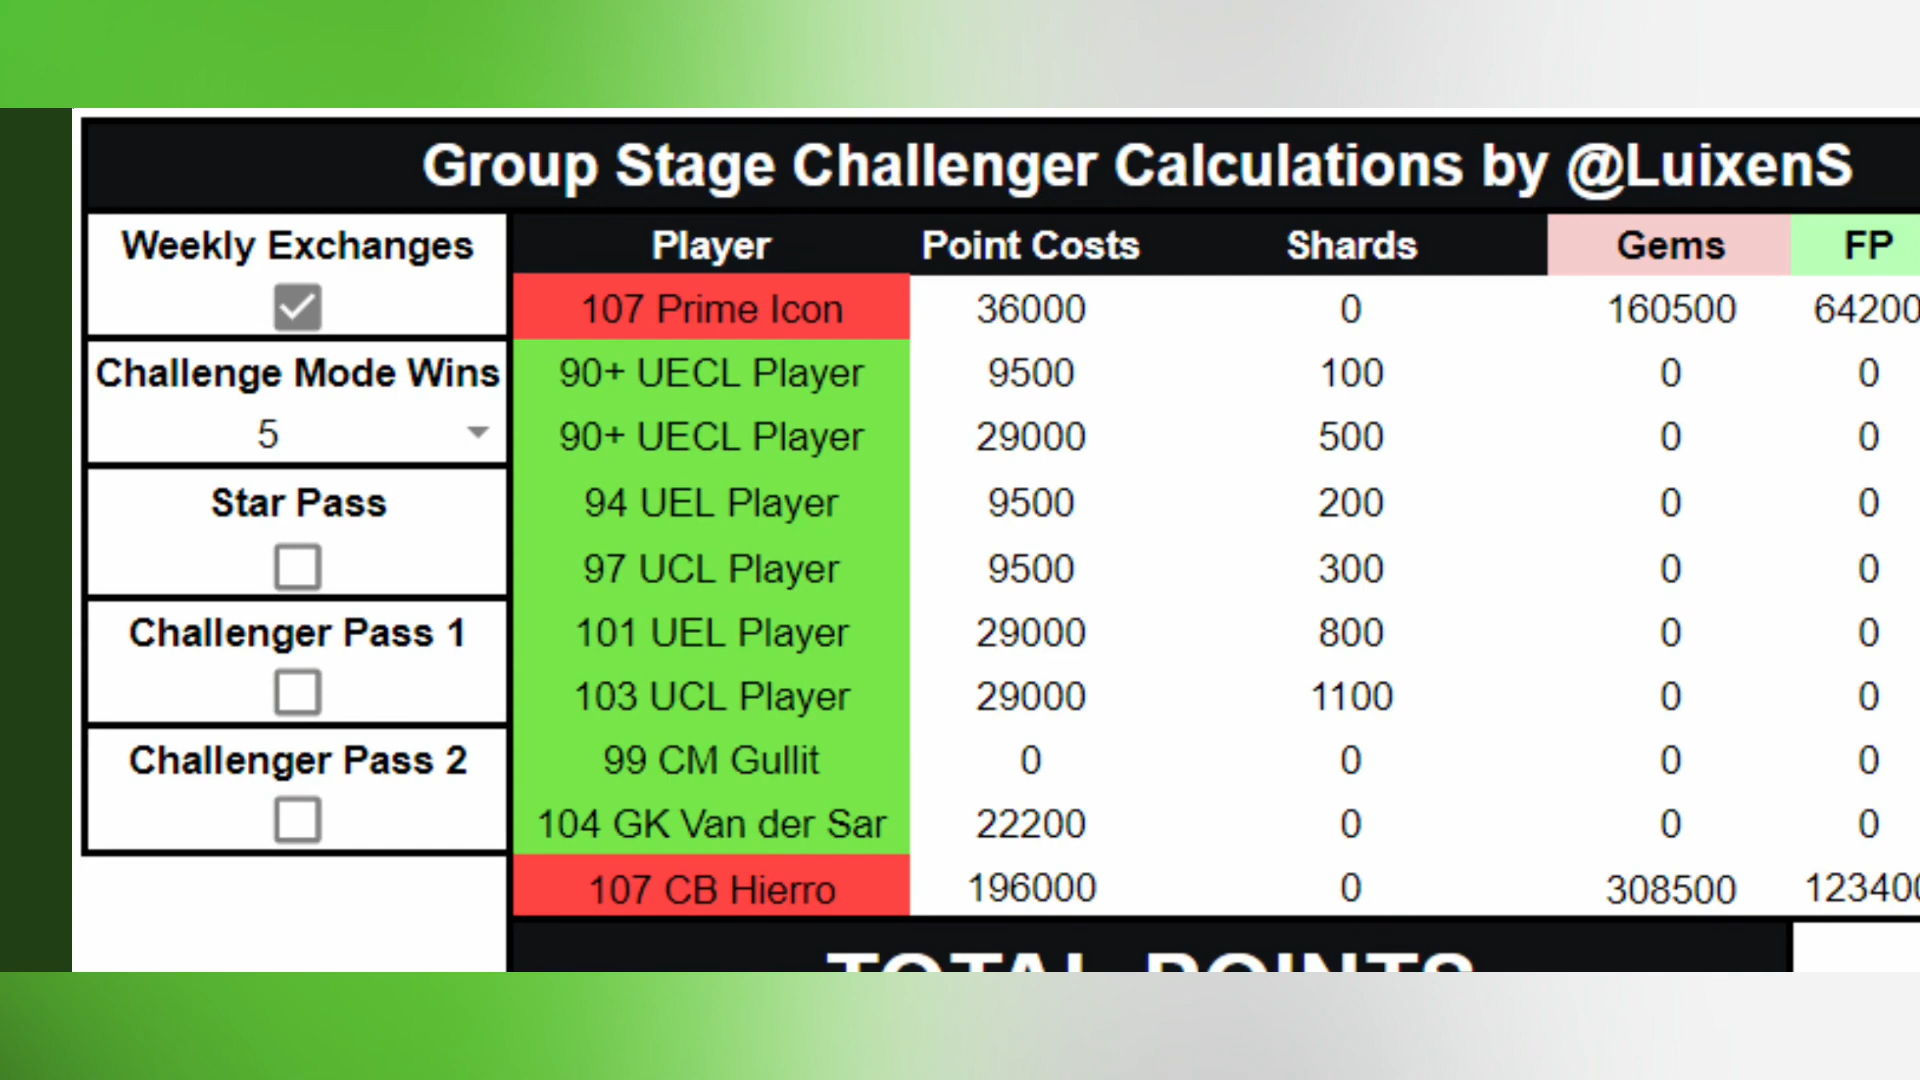 Group Stage Challenger Calculations by @LuixenS
Weekly Exchanges
Challenge Mode Wins
5
Star Pass
Challenger Pass 1
Challenger Pass 2
Player Point Costs Shards Gems FP
107 Prime Icon 36000 0 160500 64200
90+ UECL Player 9500 100 0 0
90+ UECL Player 29000 500 0 0
94 UEL Player 9500 200 0 0
97 UCL Player 9500 300 0 0
101 UEL Player 29000 800 0 0
103 UCL Player 29000 1100 0 0
99 CM Gullit 0 0 0 0
104 GK Van der Sar 22200 0 0 0
107 CB Hierro 196000 0 308500 123400
TOTAL POINTS